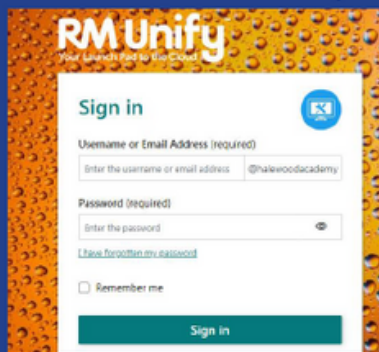 RM Unify
Your Launch Pad to the Cloud
Sign in
Username or Email Address (required)
Enter the username or email address @halewoodacademy
Password (required)
Enter the password
I have forgotten my password
Remember me
Sign in